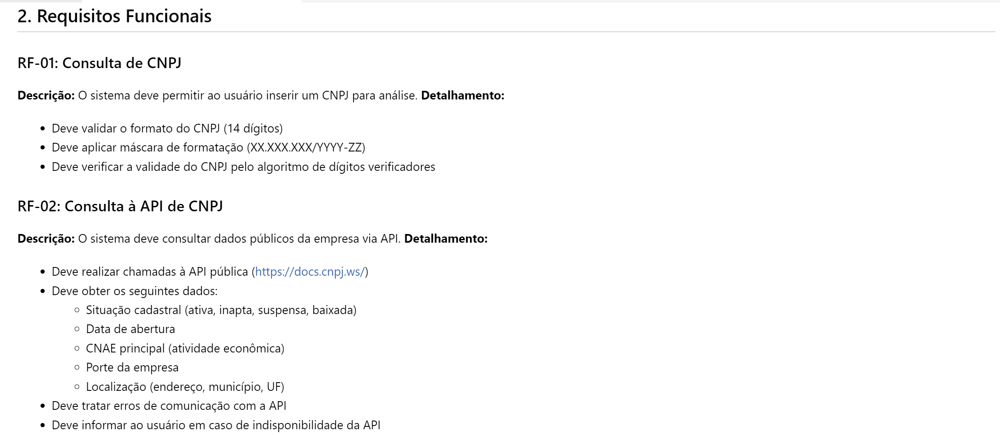 2. Requisitos Funcionais
RF-01: Consulta de CNPJ
Descrição: O sistema deve permitir ao usuário inserir um CNPJ para análise. Detalhamento:
• Deve validar o formato do CNPJ (14 dígitos)
• Deve aplicar máscara de formatação (XX.XXX.XXX/YYYY-ZZ)
• Deve verificar a validade do CNPJ pelo algoritmo de dígitos verificadores
RF-02: Consulta à API de CNPJ
Descrição: O sistema deve consultar dados públicos da empresa via API. Detalhamento:
• Deve realizar chamadas à API pública (https://docs.cnpj.ws/)
• Deve obter os seguintes dados:
◦ Situação cadastral (ativa, inapta, suspensa, baixada)
◦ Data de abertura
◦ CNAE principal (atividade econômica)
◦ Porte da empresa
◦ Localização (endereço, município, UF)
• Deve tratar erros de comunicação com a API
• Deve informar ao usuário em caso de indisponibilidade da API